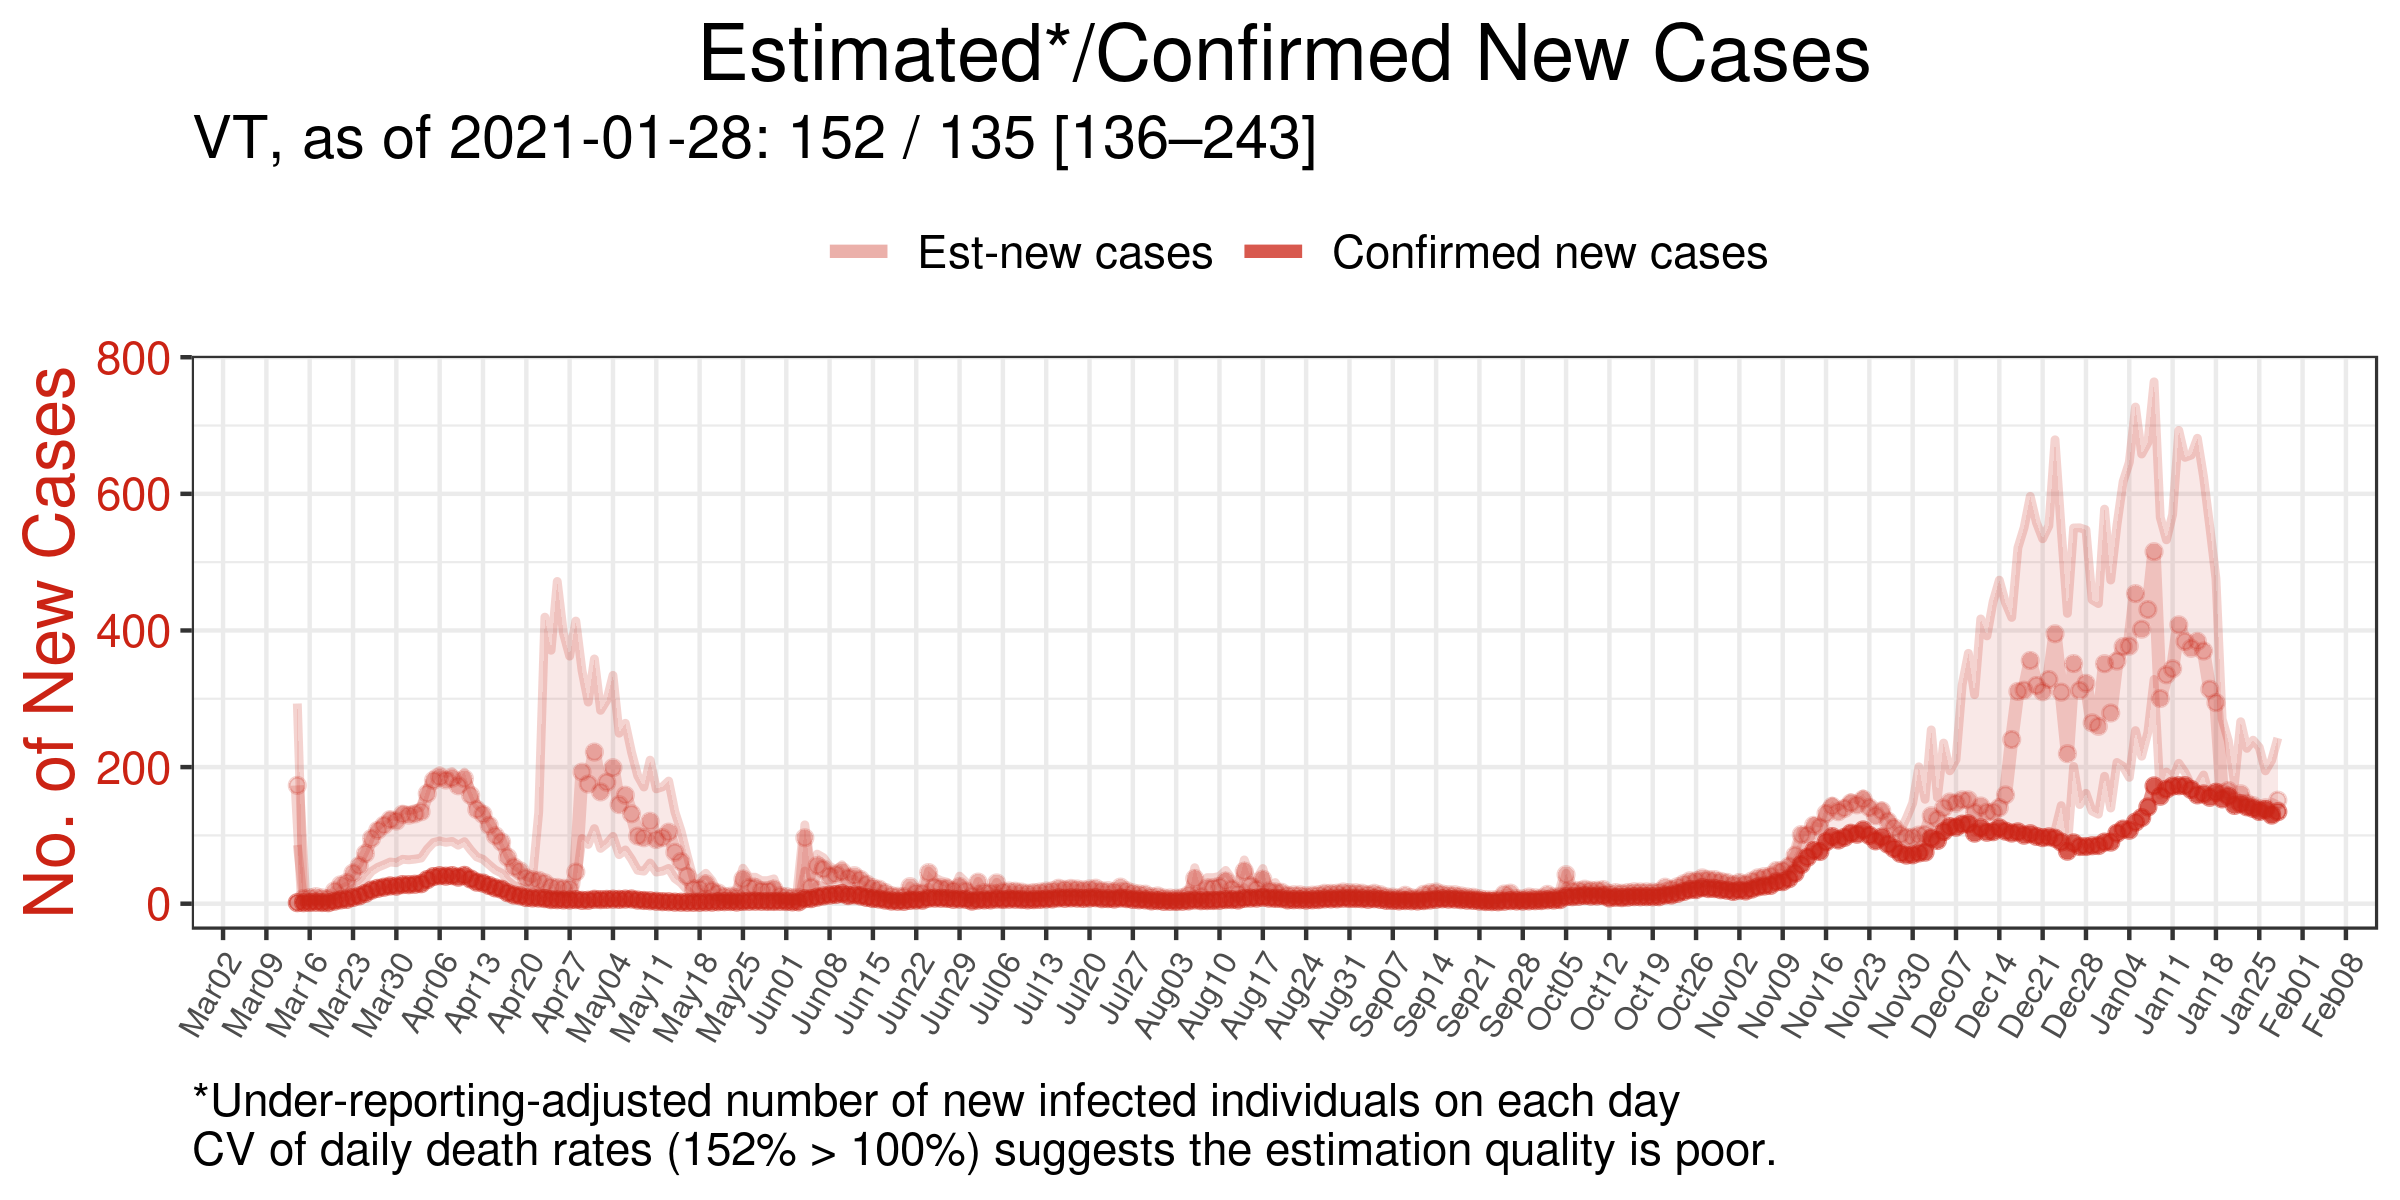 Estimated*/Confirmed New Cases
VT, as of 2021-01-28: 152 / 135 [136–243]
Est-new cases
Confirmed new cases
No. of New Cases
800
600
400
200
0
Mar02
Mar09
Mar16
Mar23
Mar30
Apr06
Apr13
Apr20
Apr27
May04
May11
May18
May25
Jun01
Jun08
Jun15
Jun22
Jun29
Jul06
Jul13
Jul20
Jul27
Aug03
Aug10
Aug17
Aug24
Aug31
Sep07
Sep14
Sep21
Sep28
Oct05
Oct12
Oct19
Oct26
Nov02
Nov09
Nov16
Nov23
Nov30
Dec07
Dec14
Dec21
Dec28
Jan04
Jan11
Jan18
Jan25
Feb01
Feb08
*Under-reporting-adjusted number of new infected individuals on each day
CV of daily death rates (152% > 100%) suggests the estimation quality is poor.